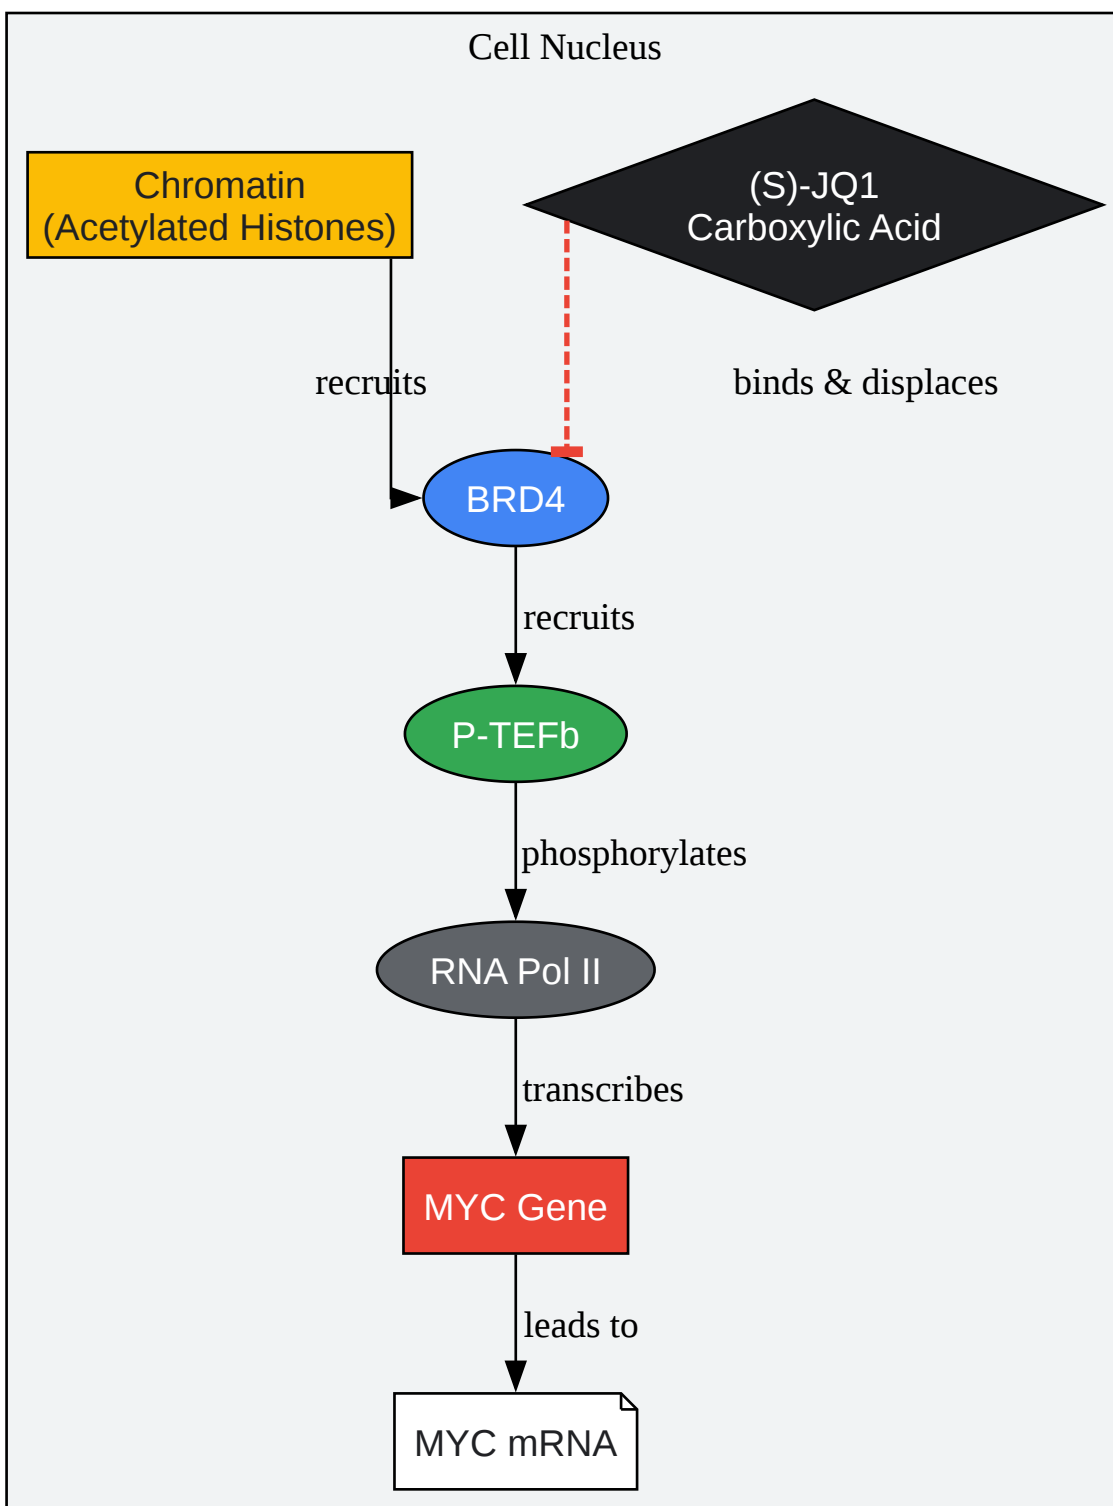 Cell Nucleus
Chromatin
(Acetylated Histones)
(S)-JQ1
Carboxylic Acid
recruits
binds & displaces
BRD4
recruits
P-TEFb
phosphorylates
RNA Pol II
transcribes
MYC Gene
leads to
MYC mRNA